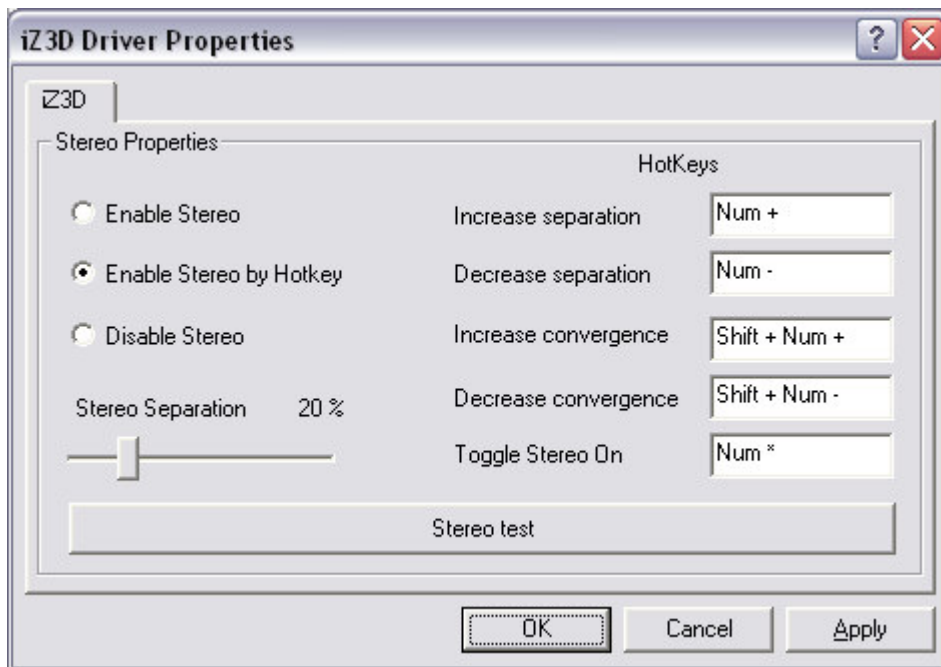 iZ3D Driver Properties
iZ3D
Stereo Properties
HotKeys
Enable Stereo
Increase separation
Num +
Enable Stereo by Hotkey
Decrease separation
Num -
Disable Stereo
Increase convergence
Shift + Num +
Stereo Separation 20 %
Decrease convergence
Shift + Num -
Toggle Stereo On
Num *
Stereo test
OK
Cancel
Apply